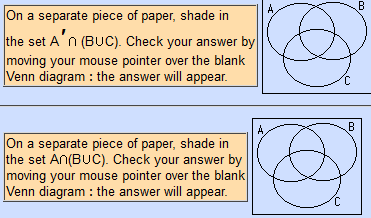 On a separate piece of paper, shade in
the set A′∩ (B∪C). Check your answer by
moving your mouse pointer over the blank
Venn diagram : the answer will appear.
A
B
C
On a separate piece of paper, shade in
the set A∩(B∪C). Check your answer by
moving your mouse pointer over the blank
Venn diagram : the answer will appear.
A
B
C